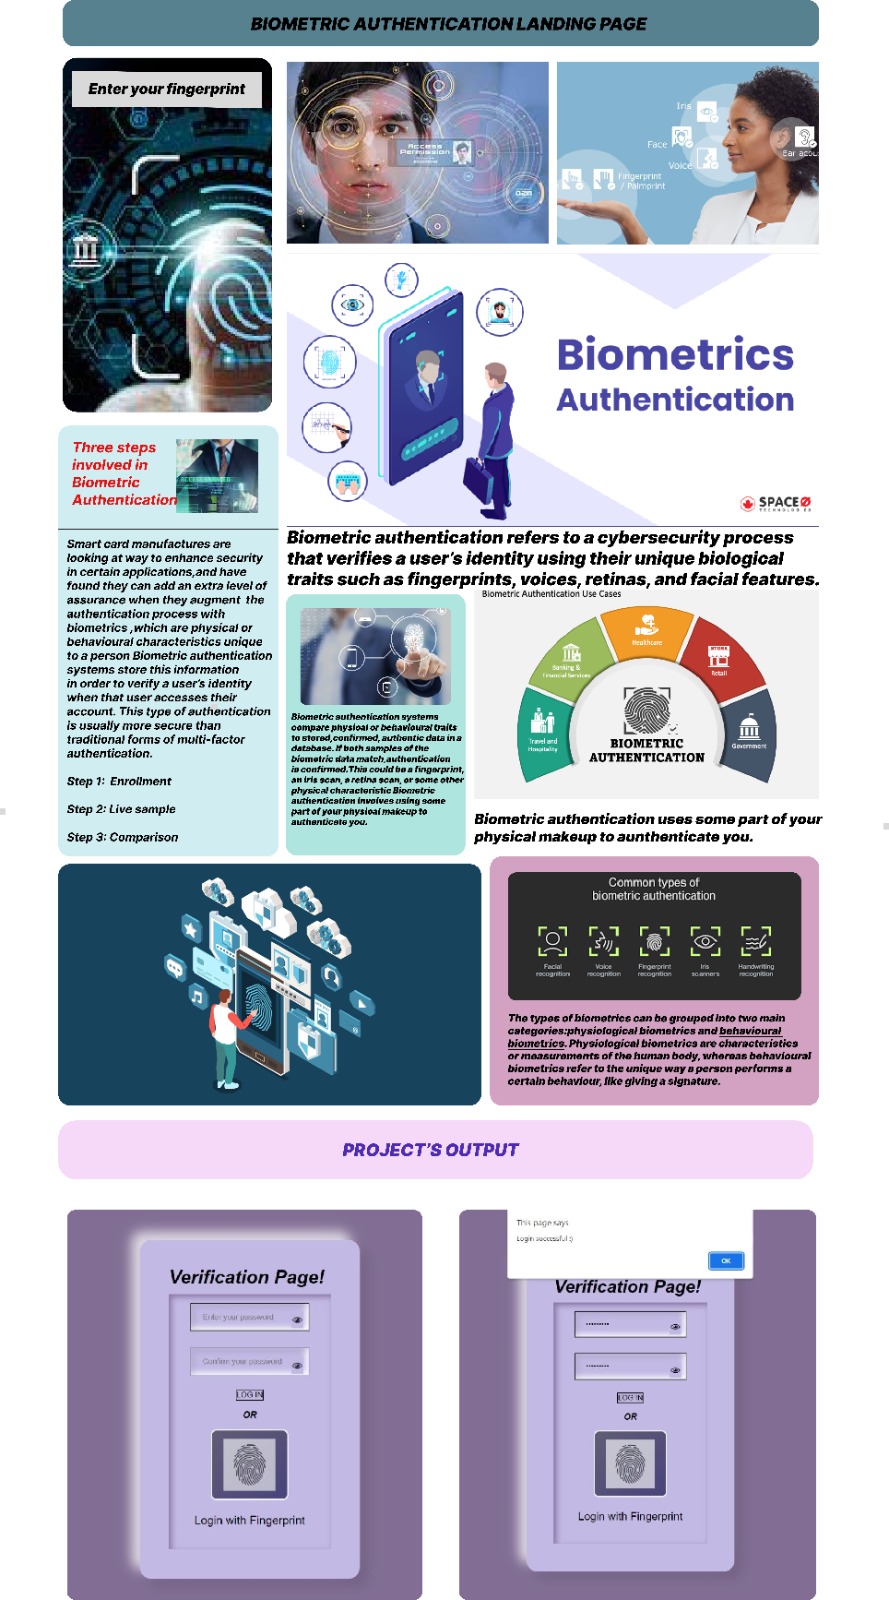 BIOMETRIC AUTHENTICATION LANDING PAGE
Enter your fingerprint
Access
Permission
Iris
Face
Voice
Fingerprint
/ Palmprint
Ear acou
Biometrics
Authentication
SPACE
TECHNOLOGIES
Three steps
involved in
Biometric
Authentication
Smart card manufactures are
looking at way to enhance security
in certain applications,and have
found they can add an extra level of
assurance when they augment the
authentication process with
biometrics ,which are physical or
behavioural characteristics unique
to a person Biometric authentication
systems store this information
in order to verify a user's identity
when that user accesses their
account. This type of authentication
is usually more secure than
traditional forms of multi-factor
authentication.
Step 1: Enrollment
Step 2: Live sample
Step 3: Comparison
Biometric authentication refers to a cybersecurity process
that verifies a user's identity using their unique biological
traits such as fingerprints, voices, retinas, and facial features.
Biometric authentication systems
compare physical or behavioural traits
to stored,confirmed, authentic data in a
database. If both samples of the
biometric data match,authentication
is confirmed.This could be a fingerprint,
an iris scan, a retina scan, or some other
physical characteristic Biometric
authentication involves using some
part of your physical makeup to
authenticate you.
Biometric Authentication Use Cases
Travel and
Hospitality
Banking &
Financial Services
Healthcare
STORE
Retail
Government
BIOMETRIC
AUTHENTICATION
Biometric authentication uses some part of your
physical makeup to aunthenticate you.
Common types of
biometric authentication
Facial
recognition
Voice
recognition
Fingerprint
recognition
Iris
scanners
Handwriting
recognition
The types of biometrics can be grouped into two main
categories:physiological biometrics and behavioural
biometrics. Physiological biometrics are characteristics
or measurements of the human body, whereas behavioural
biometrics refer to the unique way a person performs a
certain behaviour, like giving a signature.
PROJECT'S OUTPUT
Verification Page!
Enter your password
Confirm your password
LOG IN
OR
Login with Fingerprint
This page says
Login successful :)
OK
Verification Page!
LOG IN
OR
Login with Fingerprint